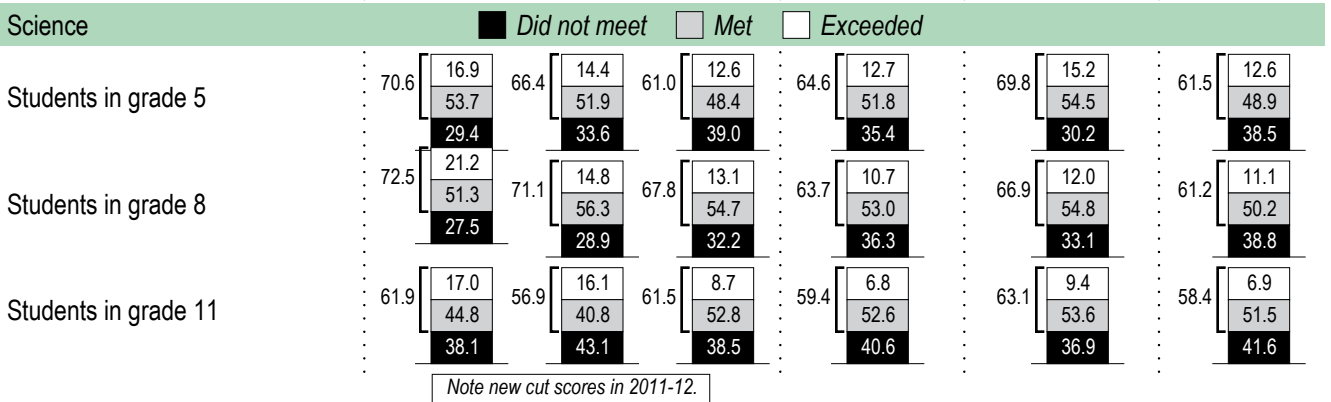 Science Did not meet Met Exceeded
16.9 14.4 12.6 12.7 15.2 12.6
70.6 66.4 61.0 64.6 69.8 61.5
Students in grade 5 53.7 51.9 48.4 51.8 54.5 48.9
29.4 33.6 39.0 35.4 30.2 38.5
21.2 14.8 13.1 10.7 12.0 11.1
72.5 71.1 67.8 63.7 66.9 61.2
Students in grade 8 51.3 56.3 54.7 53.0 54.8 50.2
27.5 28.9 32.2 36.3 33.1 38.8
17.0 16.1 8.7 6.8 9.4 6.9
61.9 56.9 61.5 59.4 63.1 58.4
Students in grade 11 44.8 40.8 52.8 52.6 53.6 51.5
38.1 43.1 38.5 40.6 36.9 41.6
Note new cut scores in 2011-12.